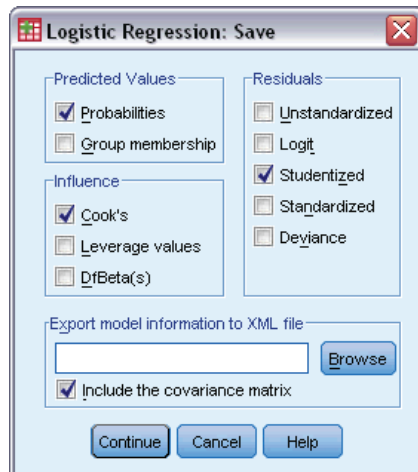 Logistic Regression: Save
Predicted Values
Probabilities
Group membership
Influence
Cook's
Leverage values
DfBeta(s)
Residuals
Unstandardized
Logit
Studentized
Standardized
Deviance
Export model information to XML file
Browse
Include the covariance matrix
Continue Cancel Help